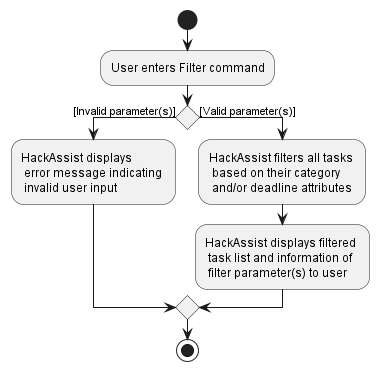 User enters Filter command
[Invalid parameter(s)]
[Valid parameter(s)]
HackAssist displays
error message indicating
invalid user input
HackAssist filters all tasks
based on their category
and/or deadline attributes
HackAssist displays filtered
task list and information of
filter parameter(s) to user